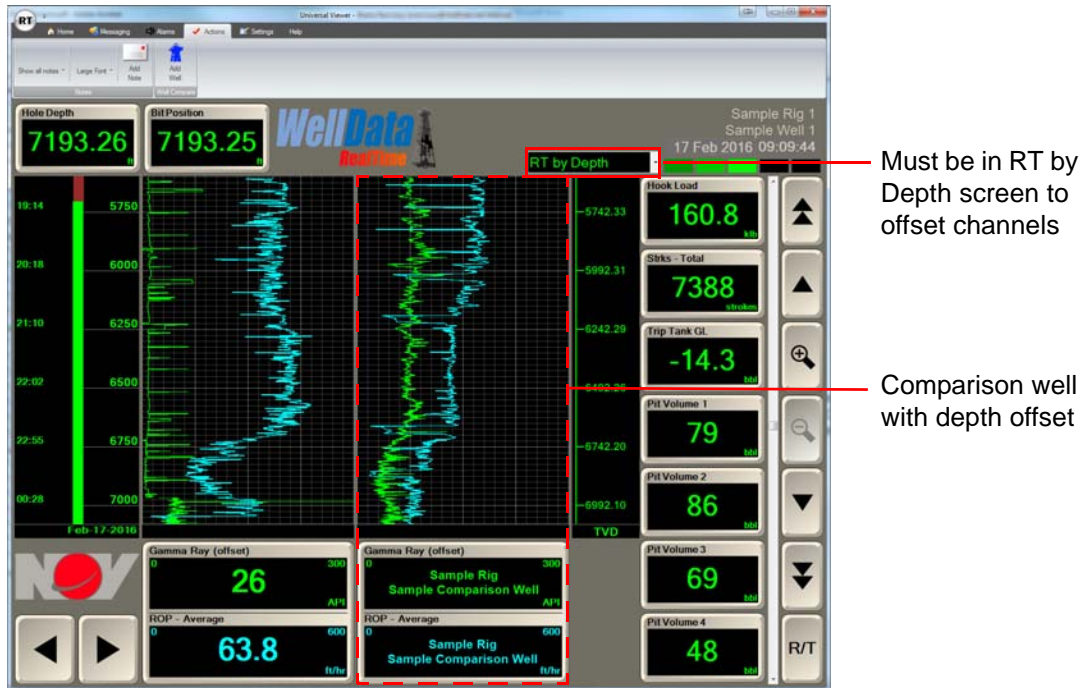 RT
Universal Viewer -
Home Messaging Alarms Actions Settings Help
Show all notes
Large Font
Add Note
Add Well
Notes
Well Compare
Hole Depth
7193.26
ft
Bit Position
7193.25
ft
WellData
RealTime
Sample Rig 1
Sample Well 1
17 Feb 2016 09:09:44
RT by Depth
Must be in RT by
Depth screen to
offset channels
19:14 5750
20:18 6000
21:10 6250
22:02 6500
22:55 6750
00:28 7000
Feb-17-2016
5742.33
5992.31
6242.29
6742.20
6992.10
TVD
Comparison well
with depth offset
Hook Load
160.8
klb
Strks - Total
7388
strokes
Trip Tank GL
-14.3
bbl
Pit Volume 1
79
bbl
Pit Volume 2
86
bbl
Pit Volume 3
69
bbl
Pit Volume 4
48
bbl
R/T
NOV
Gamma Ray (offset)
0 300
26
API
ROP - Average
0 600
63.8
ft/hr
Gamma Ray (offset)
0 300
Sample Rig
Sample Comparison Well
API
ROP - Average
0 600
Sample Rig
Sample Comparison Well
ft/hr